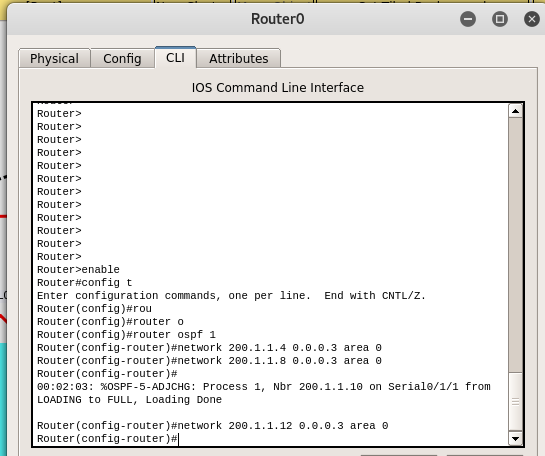 Router0
Physical Config CLI Attributes
IOS Command Line Interface
Router>
Router>
Router>
Router>
Router>
Router>
Router>
Router>
Router>
Router>
Router>
Router>
Router>enable
Router#config t
Enter configuration commands, one per line.  End with CNTL/Z.
Router(config)#rou
Router(config)#router o
Router(config)#router ospf 1
Router(config-router)#network 200.1.1.4 0.0.0.3 area 0
Router(config-router)#network 200.1.1.8 0.0.0.3 area 0
Router(config-router)#
00:02:03: %OSPF-5-ADJCHG: Process 1, Nbr 200.1.1.10 on Serial0/1/1 from
LOADING to FULL, Loading Done
Router(config-router)#network 200.1.1.12 0.0.0.3 area 0
Router(config-router)#